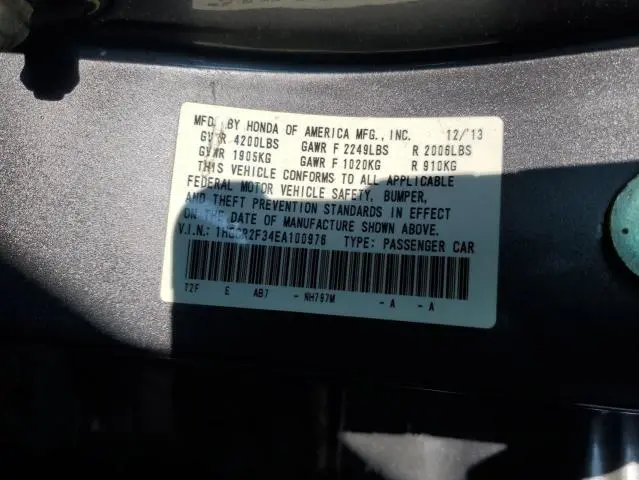 MFD. BY HONDA OF AMERICA MFG., INC. 12/'13
GVWR 4200LBS GAWR F 2249LBS R 2006LBS
GVWR 1905KG GAWR F 1020KG R 910KG
THIS VEHICLE CONFORMS TO ALL APPLICABLE
FEDERAL MOTOR VEHICLE SAFETY, BUMPER,
AND THEFT PREVENTION STANDARDS IN EFFECT
ON THE DATE OF MANUFACTURE SHOWN ABOVE.
V.I.N.: 1HGCR2F34EA100976 TYPE: PASSENGER CAR
T2F E AB7 - NH797M - A - A